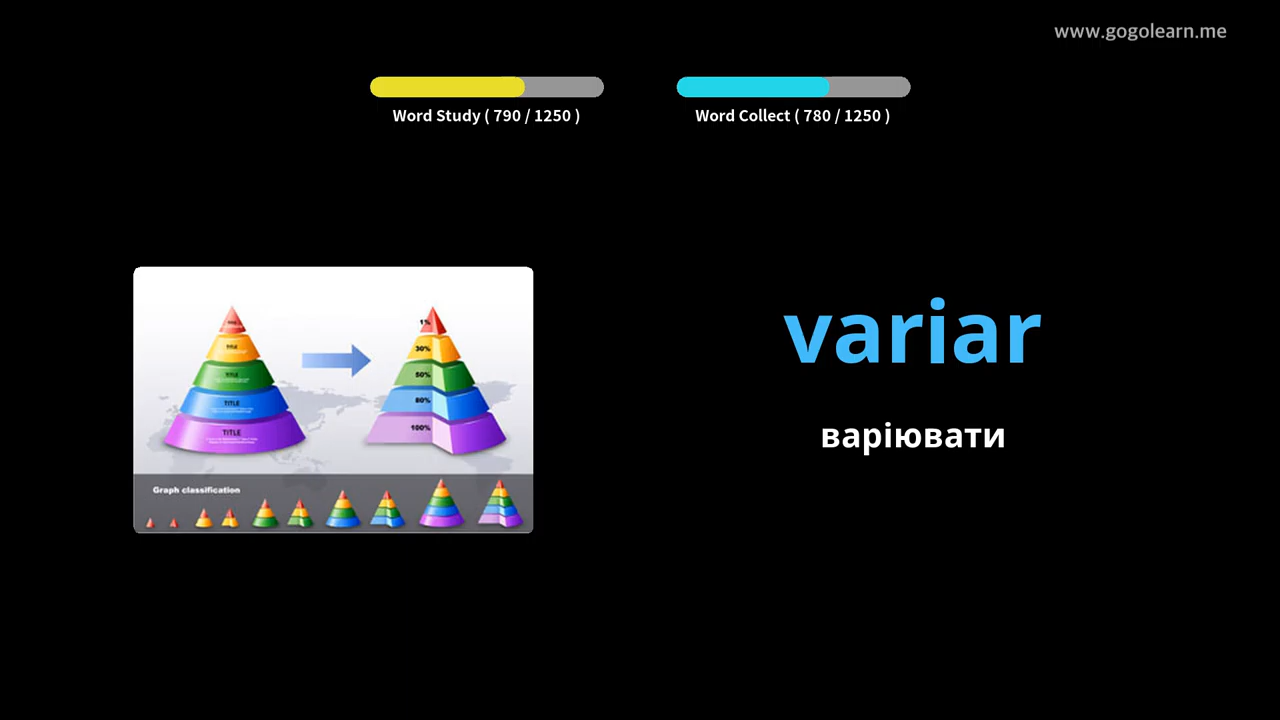 www.gogolearn.me
Word Study ( 790 / 1250 )
Word Collect ( 780 / 1250 )
variar
варіювати
TITLE
TITLE
TITLE
TITLE
1%
30%
50%
80%
100%
Graph classification